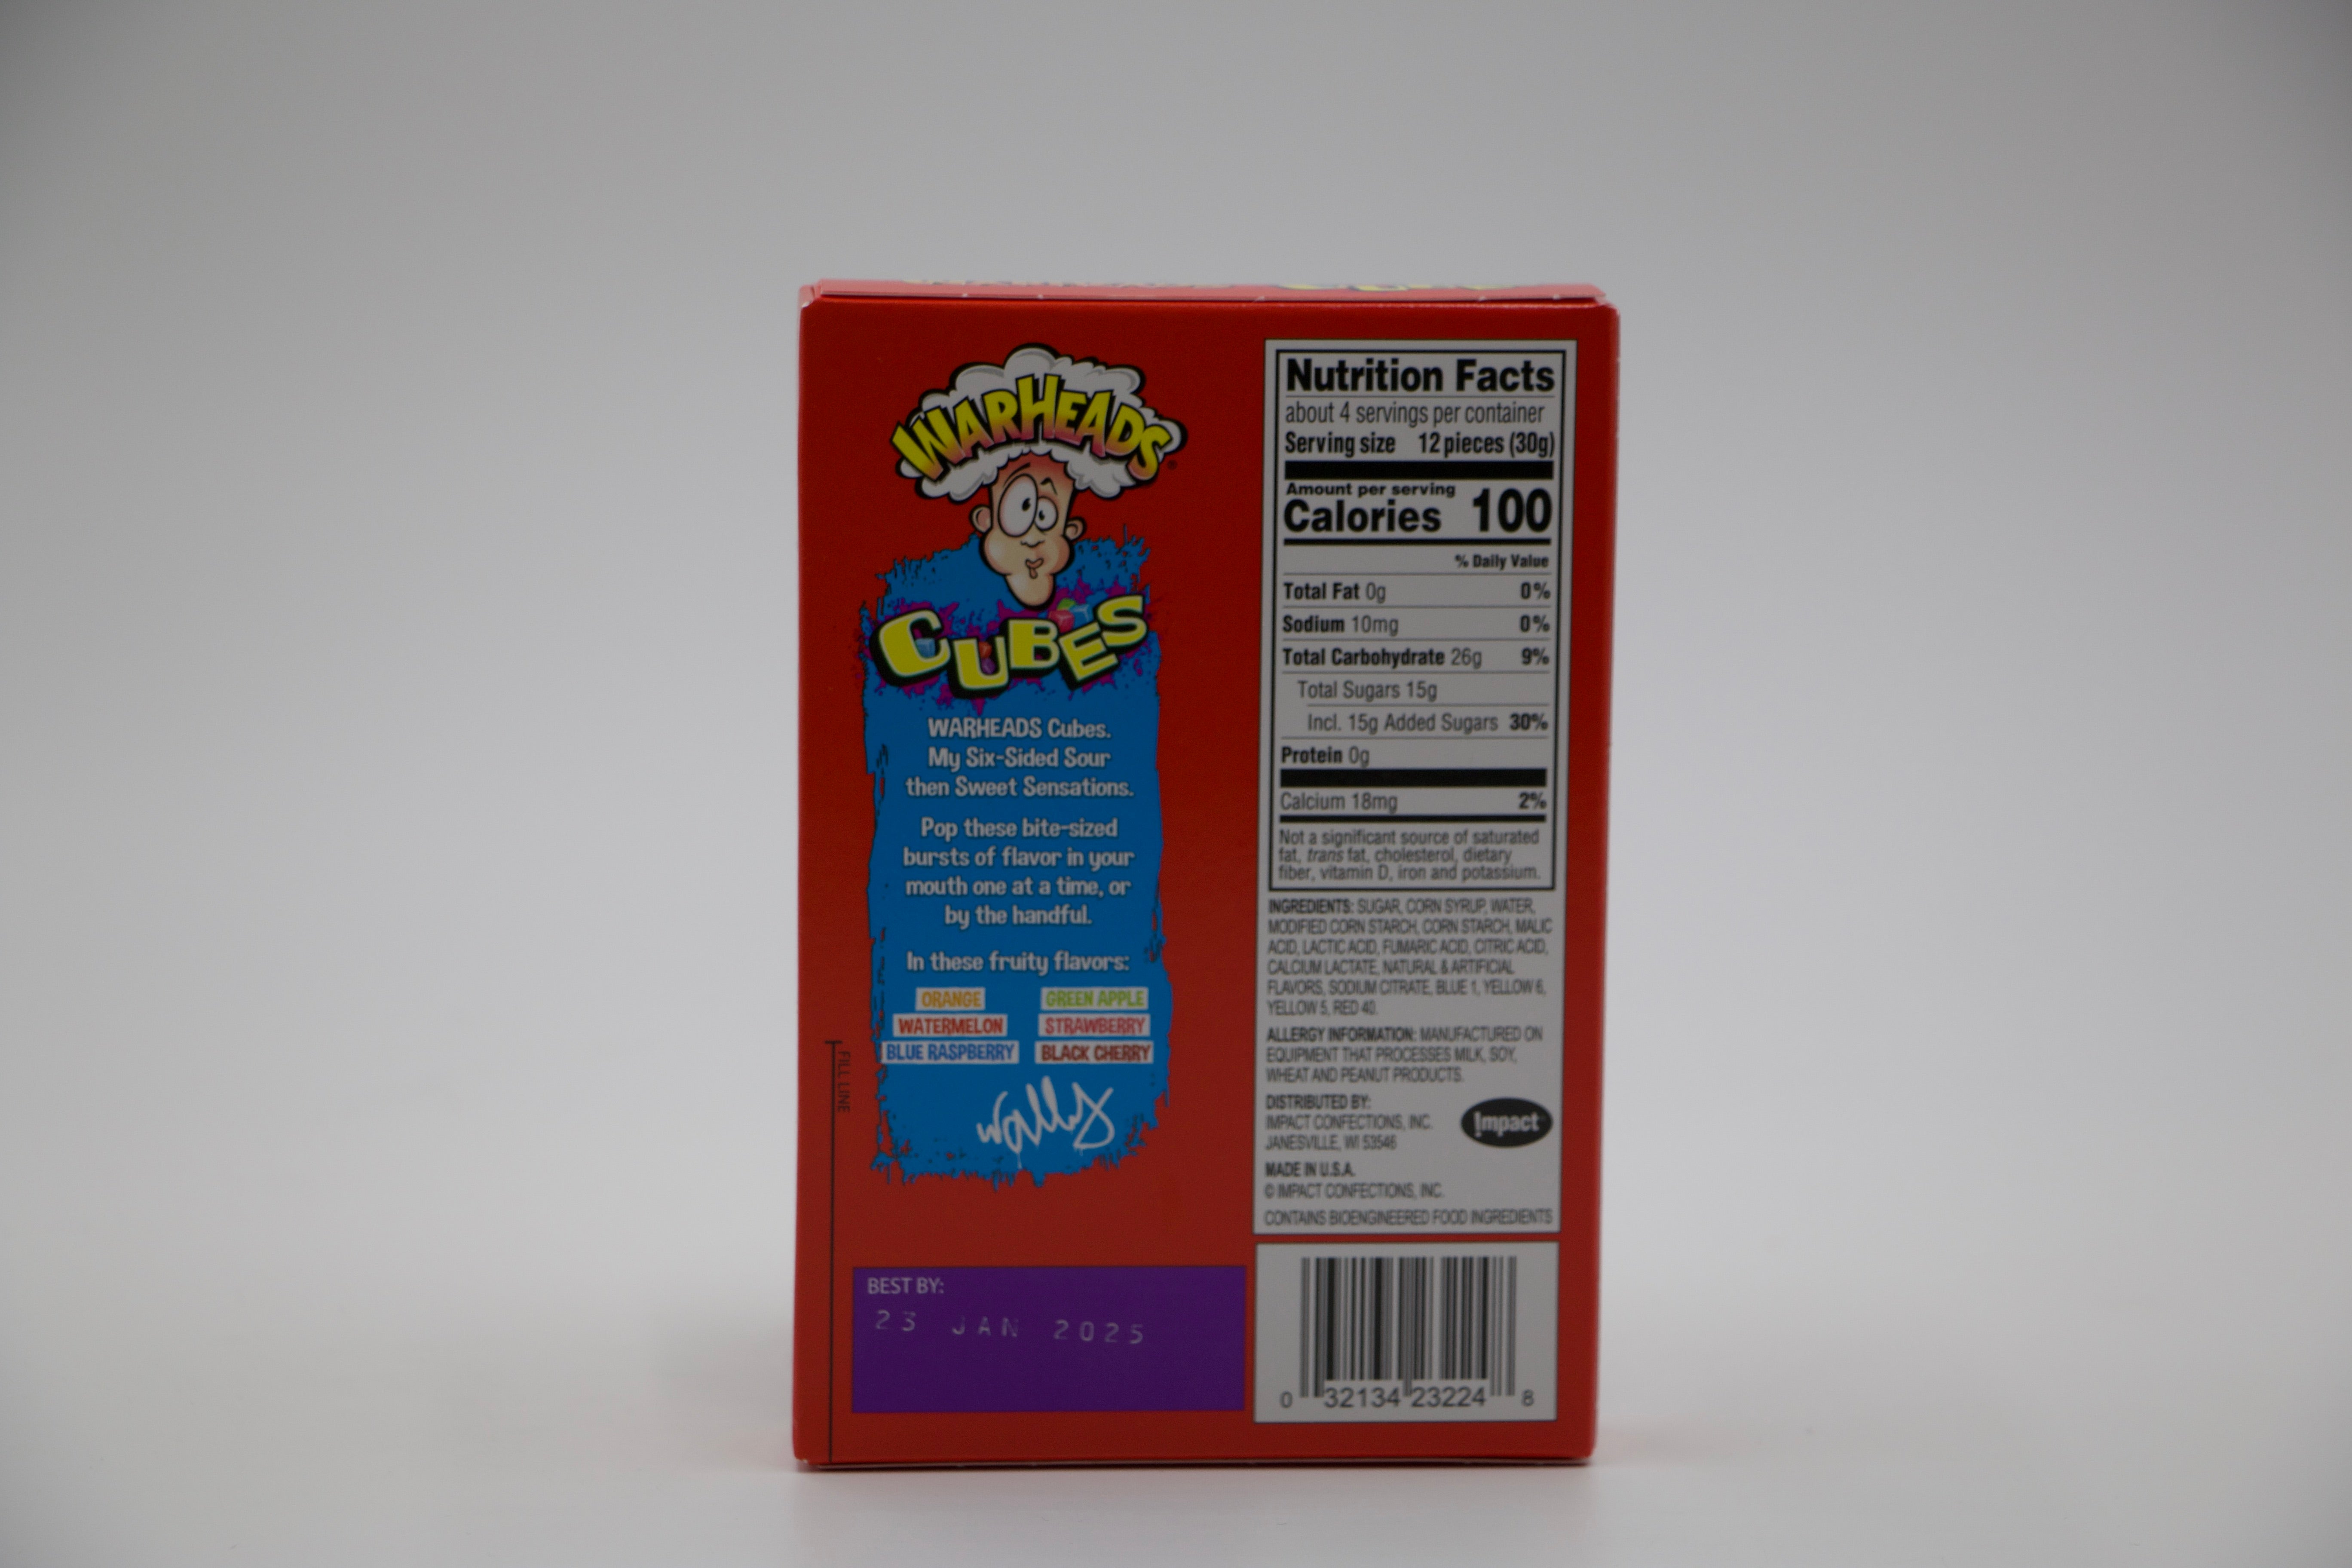 WARHEADS®
CUBES
WARHEADS Cubes.
My Six-Sided Sour
then Sweet Sensations.
Pop these bite-sized
bursts of flavor in your
mouth one at a time, or
by the handful.
In these fruity flavors:
ORANGE GREEN APPLE
WATERMELON STRAWBERRY
BLUE RASPBERRY BLACK CHERRY
Wally
FILL LINE
BEST BY:
23 JAN 2025
Nutrition Facts
about 4 servings per container
Serving size 12 pieces (30g)
Amount per serving
Calories 100
% Daily Value
Total Fat 0g 0%
Sodium 10mg 0%
Total Carbohydrate 26g 9%
Total Sugars 15g
Incl. 15g Added Sugars 30%
Protein 0g
Calcium 18mg 2%
Not a significant source of saturated
fat, trans fat, cholesterol, dietary
fiber, vitamin D, iron and potassium.
INGREDIENTS: SUGAR, CORN SYRUP, WATER,
MODIFIED CORN STARCH, CORN STARCH, MALIC
ACID, LACTIC ACID, FUMARIC ACID, CITRIC ACID,
CALCIUM LACTATE, NATURAL & ARTIFICIAL
FLAVORS, SODIUM CITRATE, BLUE 1, YELLOW 6,
YELLOW 5, RED 40.
ALLERGY INFORMATION: MANUFACTURED ON
EQUIPMENT THAT PROCESSES MILK, SOY,
WHEAT AND PEANUT PRODUCTS.
DISTRIBUTED BY:
IMPACT CONFECTIONS, INC.
JANESVILLE, WI 53546
impact
MADE IN U.S.A.
© IMPACT CONFECTIONS, INC.
CONTAINS BIOENGINEERED FOOD INGREDIENTS
0 32134 23224 8